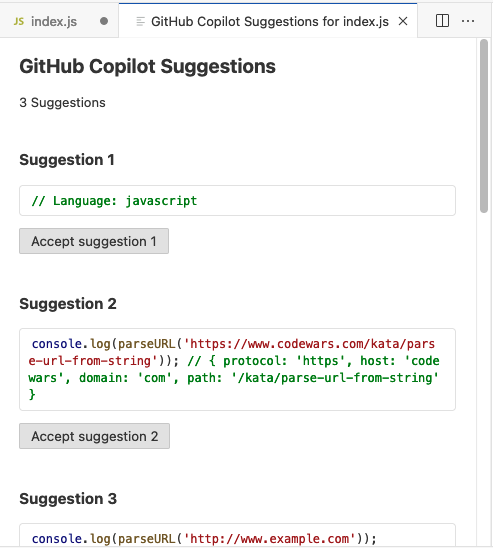 JS index.js
GitHub Copilot Suggestions for index.js
GitHub Copilot Suggestions
3 Suggestions
Suggestion 1
// Language: javascript
Accept suggestion 1
Suggestion 2
console.log(parseURL('https://www.codewars.com/kata/pars
e-url-from-string')); // { protocol: 'https', host: 'code
wars', domain: 'com', path: '/kata/parse-url-from-string'
}
Accept suggestion 2
Suggestion 3
console.log(parseURL('http://www.example.com'));